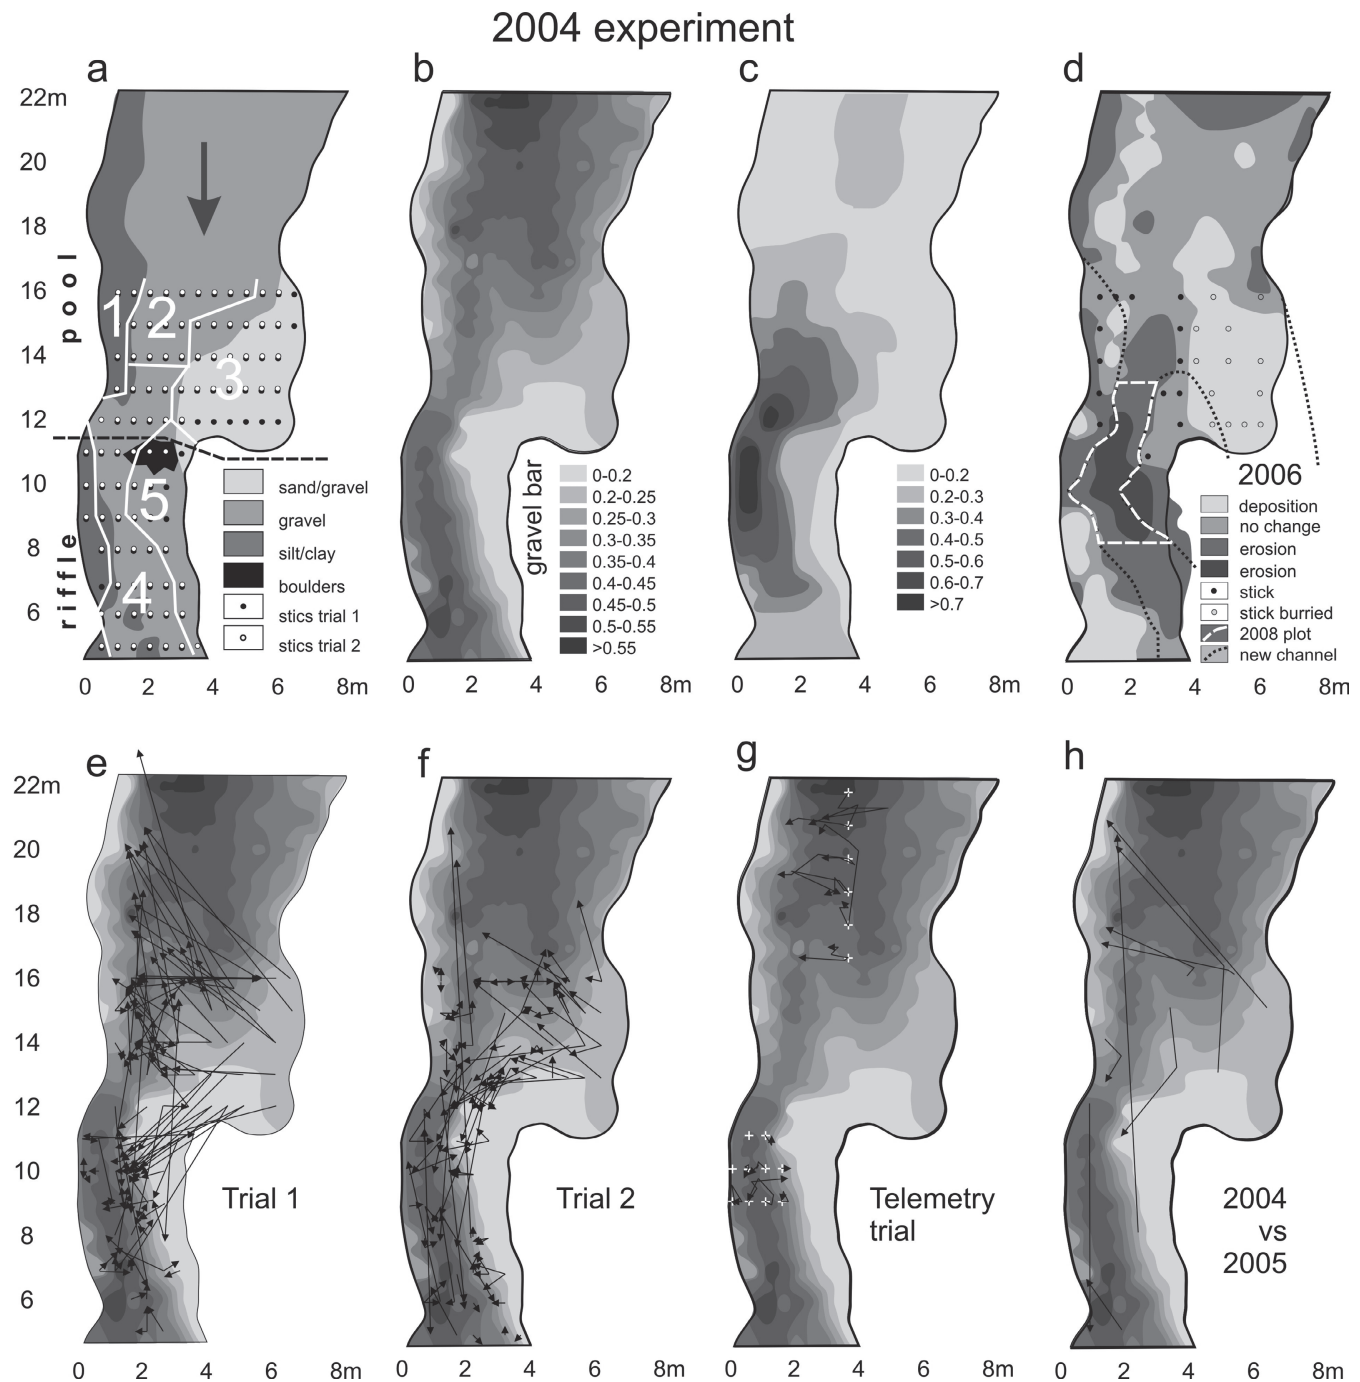 2004 experiment
a
b
c
d
22m
20
18
16
14
12
10
8
6
pool
riffle
1
2
3
5
4
sand/gravel
gravel
silt/clay
boulders
stics trial 1
stics trial 2
0 2 4 6 8m
gravel bar
0-0.2
0.2-0.25
0.25-0.3
0.3-0.35
0.35-0.4
0.4-0.45
0.45-0.5
0.5-0.55
>0.55
0 2 4 6 8m
0-0.2
0.2-0.3
0.3-0.4
0.4-0.5
0.5-0.6
0.6-0.7
>0.7
0 2 4 6 8m
2006
deposition
no change
erosion
erosion
stick
stick burried
2008 plot
new channel
0 2 4 6 8m
e
f
g
h
22m
20
18
16
14
12
10
8
6
Trial 1
Trial 2
Telemetry
trial
2004
vs
2005
0 2 4 6 8m
0 2 4 6 8m
0 2 4 6 8m
0 2 4 6 8m